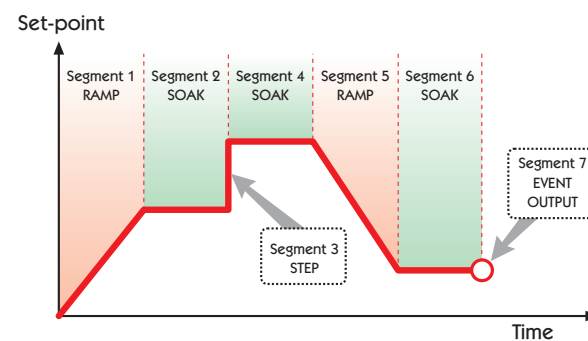 Set-point
Segment 1
RAMP
Segment 2
SOAK
Segment 4
SOAK
Segment 5
RAMP
Segment 6
SOAK
Segment 7
EVENT
OUTPUT
Segment 3
STEP
Time